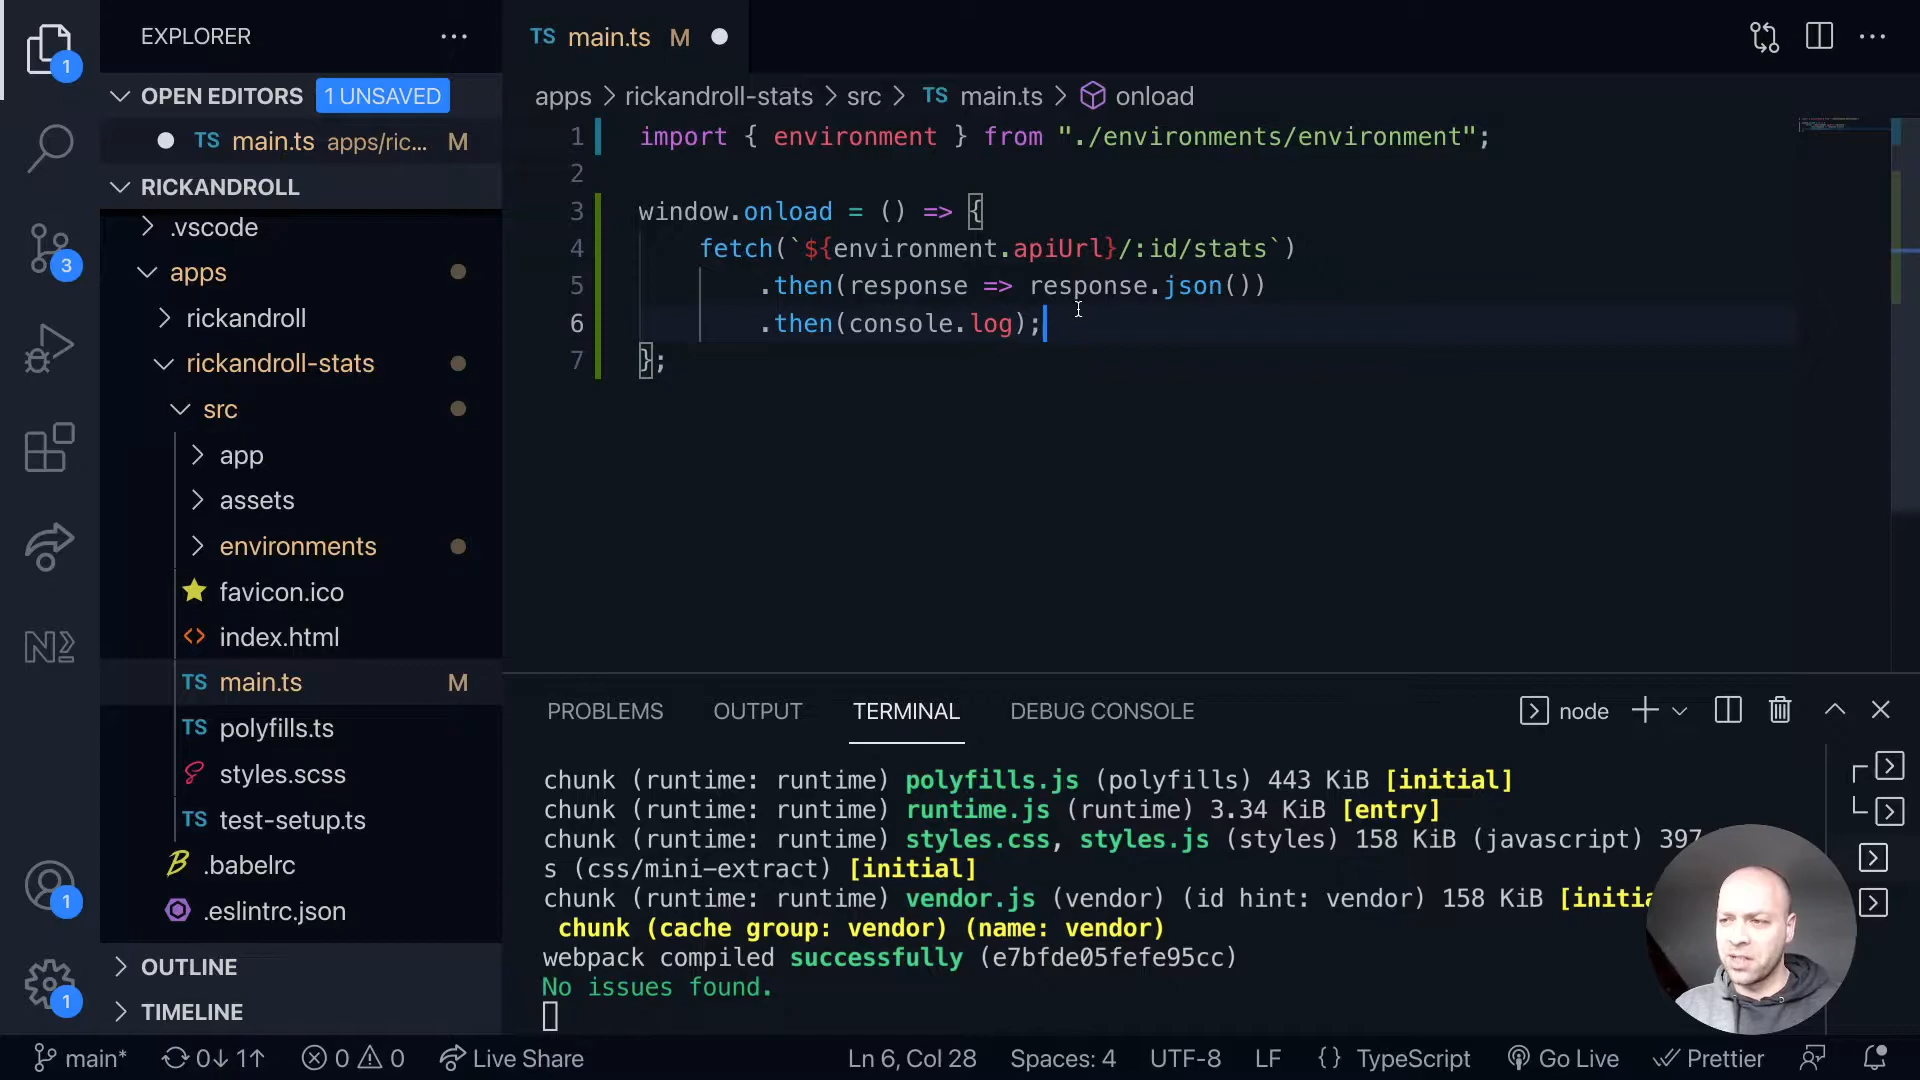 EXPLORER
1
OPEN EDITORS 1 UNSAVED
TS main.ts apps/ric... M
RICKANDROLL
.vscode
apps
rickandroll
rickandroll-stats
src
app
assets
environments
favicon.ico
index.html
TS main.ts M
TS polyfills.ts
styles.scss
TS test-setup.ts
.babelrc
.eslintrc.json
OUTLINE
TIMELINE
3
1
1
TS main.ts M
apps > rickandroll-stats > src > TS main.ts > onload
1 import { environment } from "./environments/environment";
2
3 window.onload = () => {
4 fetch(`${environment.apiUrl}/:id/stats`)
5 .then(response => response.json())
6 .then(console.log);
7 };
PROBLEMS OUTPUT TERMINAL DEBUG CONSOLE node
chunk (runtime: runtime) polyfills.js (polyfills) 443 KiB [initial]
chunk (runtime: runtime) runtime.js (runtime) 3.34 KiB [entry]
chunk (runtime: runtime) styles.css, styles.js (styles) 158 KiB (javascript) 397
s (css/mini-extract) [initial]
chunk (runtime: runtime) vendor.js (vendor) (id hint: vendor) 158 KiB [initia
chunk (cache group: vendor) (name: vendor)
webpack compiled successfully (e7bfde05fefe95cc)
No issues found.
main* 0↓ 1↑ 0 0 Live Share Ln 6, Col 28 Spaces: 4 UTF-8 LF {} TypeScript Go Live Prettier